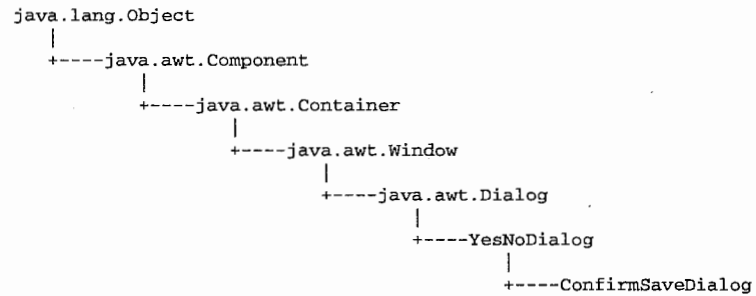 java.lang.Object
|
+----java.awt.Component
|
+----java.awt.Container
|
+----java.awt.Window
|
+----java.awt.Dialog
|
+----YesNoDialog
|
+----ConfirmSaveDialog